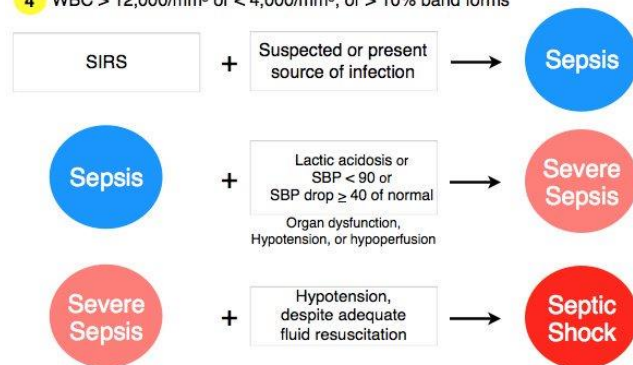 4 WBC > 12,000/mm³ or < 4,000/mm³, or > 10% band forms
SIRS
+
Suspected or present
source of infection
Sepsis
Sepsis
+
Lactic acidosis or
SBP < 90 or
SBP drop ≥ 40 of normal
Organ dysfunction,
Hypotension, or hypoperfusion
Severe
Sepsis
Severe
Sepsis
+
Hypotension,
despite adequate
fluid resuscitation
Septic
Shock